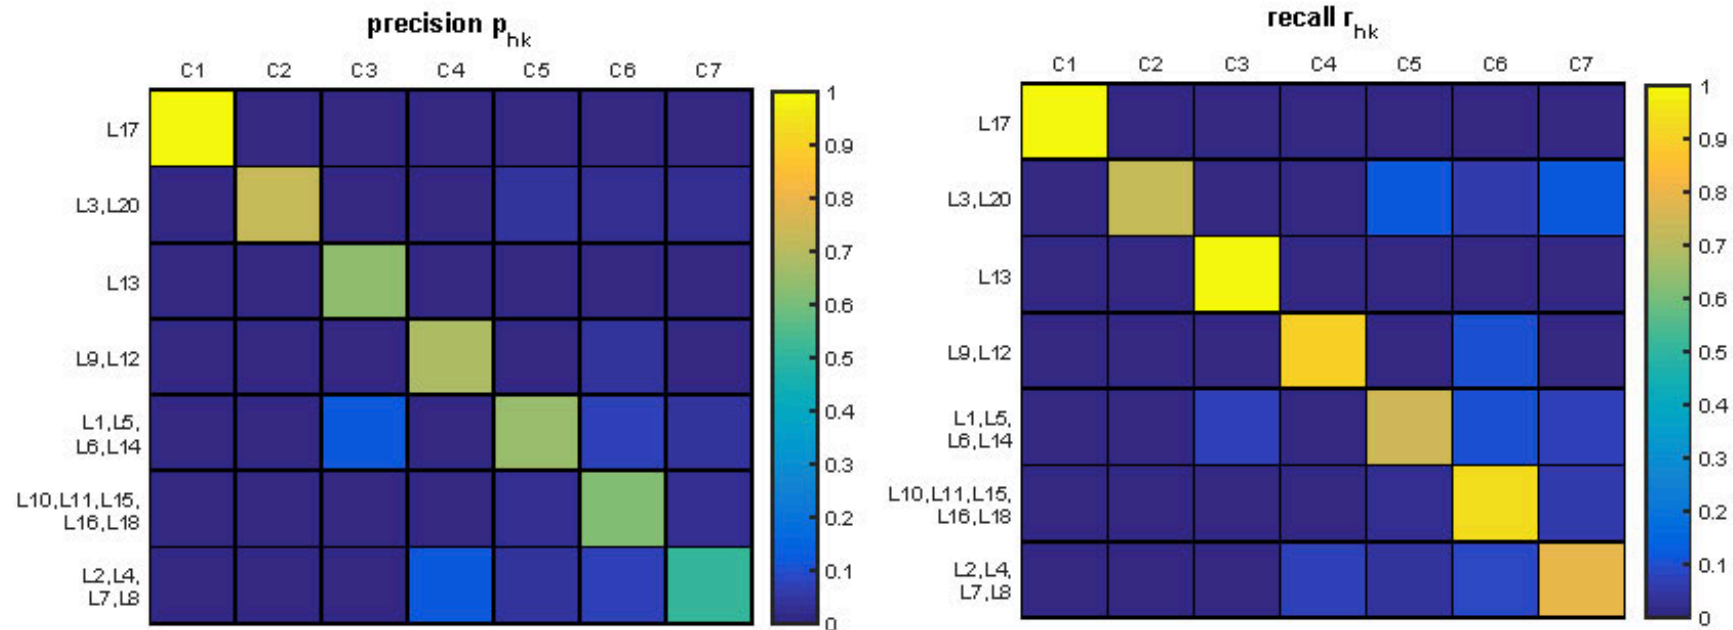 precision p_hk
C1 C2 C3 C4 C5 C6 C7
L17
L3,L20
L13
L9,L12
L1,L5,
L6,L14
L10,L11,L15,
L16,L18
L2,L4,
L7,L8
1
0.9
0.8
0.7
0.6
0.5
0.4
0.3
0.2
0.1
0
recall r_hk
C1 C2 C3 C4 C5 C6 C7
L17
L3,L20
L13
L9,L12
L1,L5,
L6,L14
L10,L11,L15,
L16,L18
L2,L4,
L7,L8
1
0.9
0.8
0.7
0.6
0.5
0.4
0.3
0.2
0.1
0